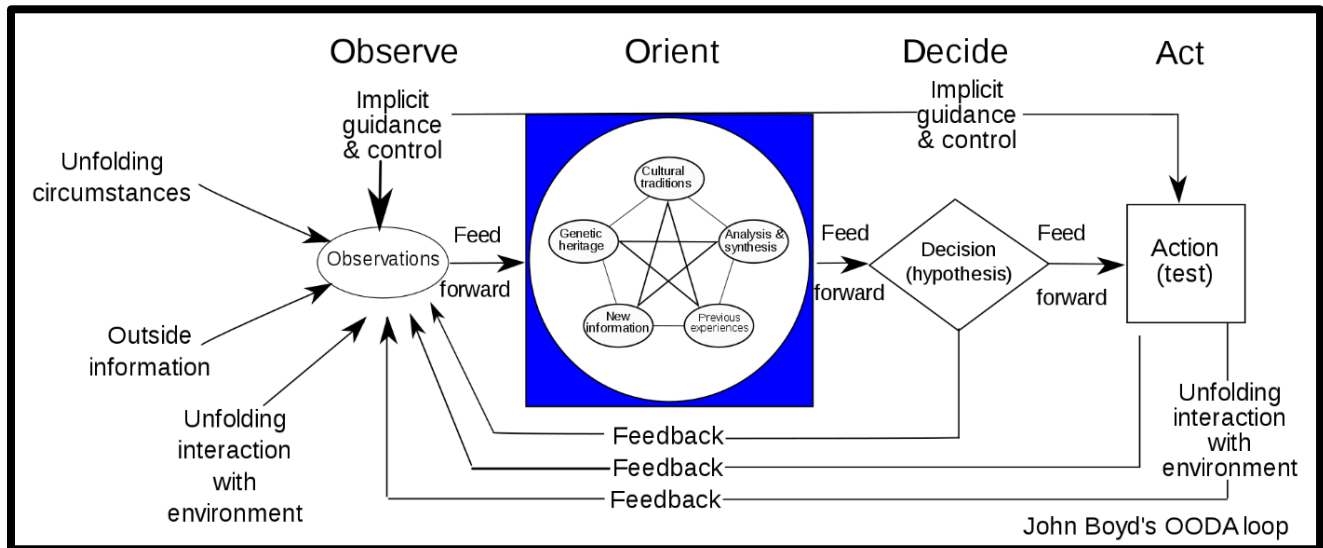 Observe
Orient
Decide
Act
Implicit
guidance
& control
Implicit
guidance
& control
Unfolding
circumstances
Observations
Outside
information
Unfolding
interaction
with
environment
Feed
forward
Cultural
traditions
Genetic
heritage
Analysis &
synthesis
New
information
Previous
experiences
Feed
forward
Decision
(hypothesis)
Feed
forward
Action
(test)
Unfolding
interaction
with
environment
Feedback
Feedback
Feedback
John Boyd's OODA loop